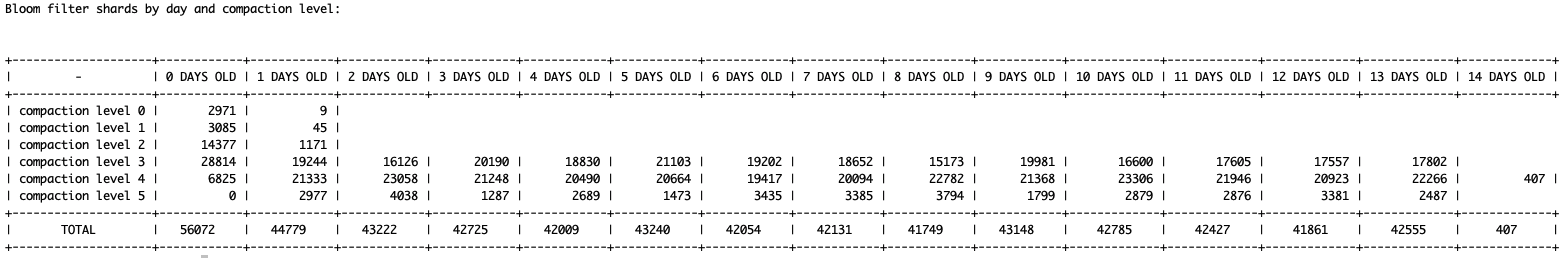 Bloom filter shards by day and compaction level:
+------------------+------------+------------+------------+------------+------------+------------+------------+------------+------------+------------+-------------+-------------+-------------+-------------+-------------+
| - | 0 DAYS OLD | 1 DAYS OLD | 2 DAYS OLD | 3 DAYS OLD | 4 DAYS OLD | 5 DAYS OLD | 6 DAYS OLD | 7 DAYS OLD | 8 DAYS OLD | 9 DAYS OLD | 10 DAYS OLD | 11 DAYS OLD | 12 DAYS OLD | 13 DAYS OLD | 14 DAYS OLD |
+------------------+------------+------------+------------+------------+------------+------------+------------+------------+------------+------------+-------------+-------------+-------------+-------------+-------------+
| compaction level 0 | 2971 | 9 |
| compaction level 1 | 3085 | 45 |
| compaction level 2 | 14377 | 1171 |
| compaction level 3 | 28814 | 19244 | 16126 | 20190 | 18830 | 21103 | 19202 | 18652 | 15173 | 19981 | 16600 | 17605 | 17557 | 17802 |
| compaction level 4 | 6825 | 21333 | 23058 | 21248 | 20490 | 20664 | 19417 | 20094 | 22782 | 21368 | 23306 | 21946 | 20923 | 22266 | 407 |
| compaction level 5 | 0 | 2977 | 4038 | 1287 | 2689 | 1473 | 3435 | 3385 | 3794 | 1799 | 2879 | 2876 | 3381 | 2487 |
+------------------+------------+------------+------------+------------+------------+------------+------------+------------+------------+------------+-------------+-------------+-------------+-------------+-------------+
| TOTAL | 56072 | 44779 | 43222 | 42725 | 42009 | 43240 | 42054 | 42131 | 41749 | 43148 | 42785 | 42427 | 41861 | 42555 | 407 |
+------------------+------------+------------+------------+------------+------------+------------+------------+------------+------------+------------+-------------+-------------+-------------+-------------+-------------+